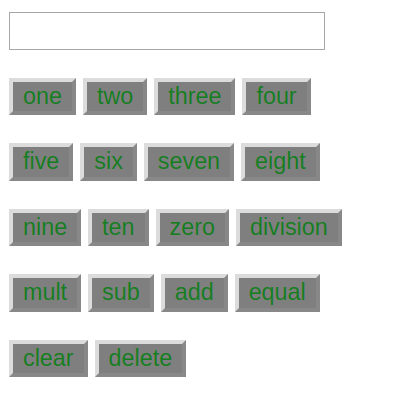 one two three four
five six seven eight
nine ten zero division
mult sub add equal
clear delete